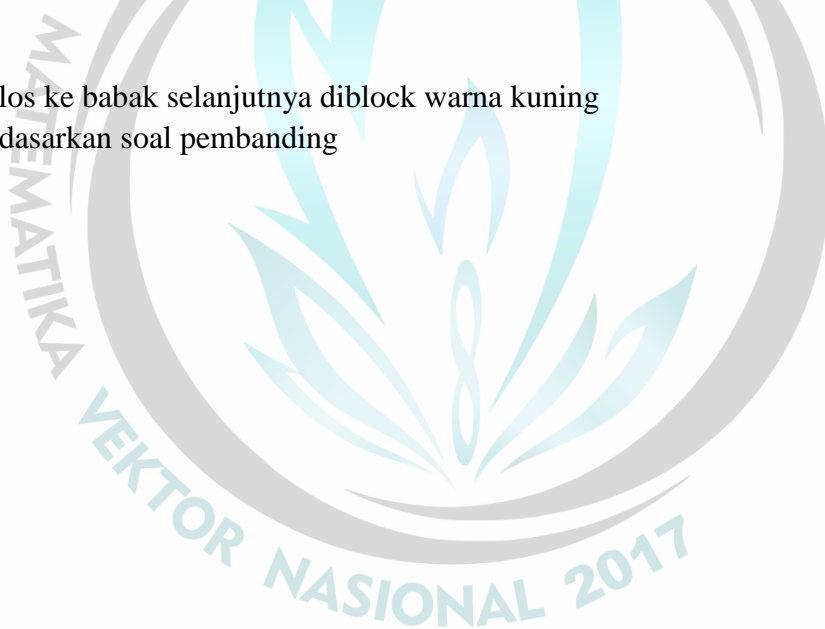 los ke babak selanjutnya diblock warna kuning
dasarkan soal pembanding
MATEMATIKA VEKTOR NASIONAL 2017